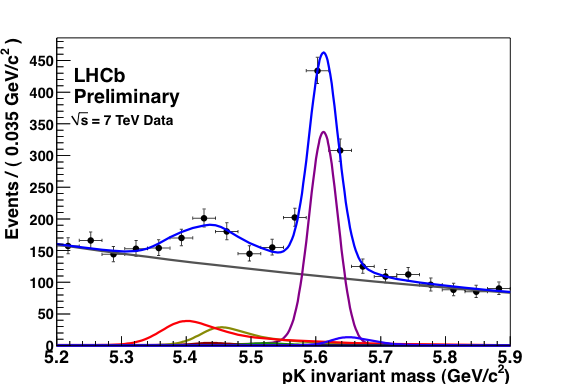 Events / ( 0.035 GeV/c² )
450
400
350
300
250
200
150
100
50
0
LHCb
Preliminary
√s = 7 TeV Data
5.2 5.3 5.4 5.5 5.6 5.7 5.8 5.9
pK invariant mass (GeV/c²)